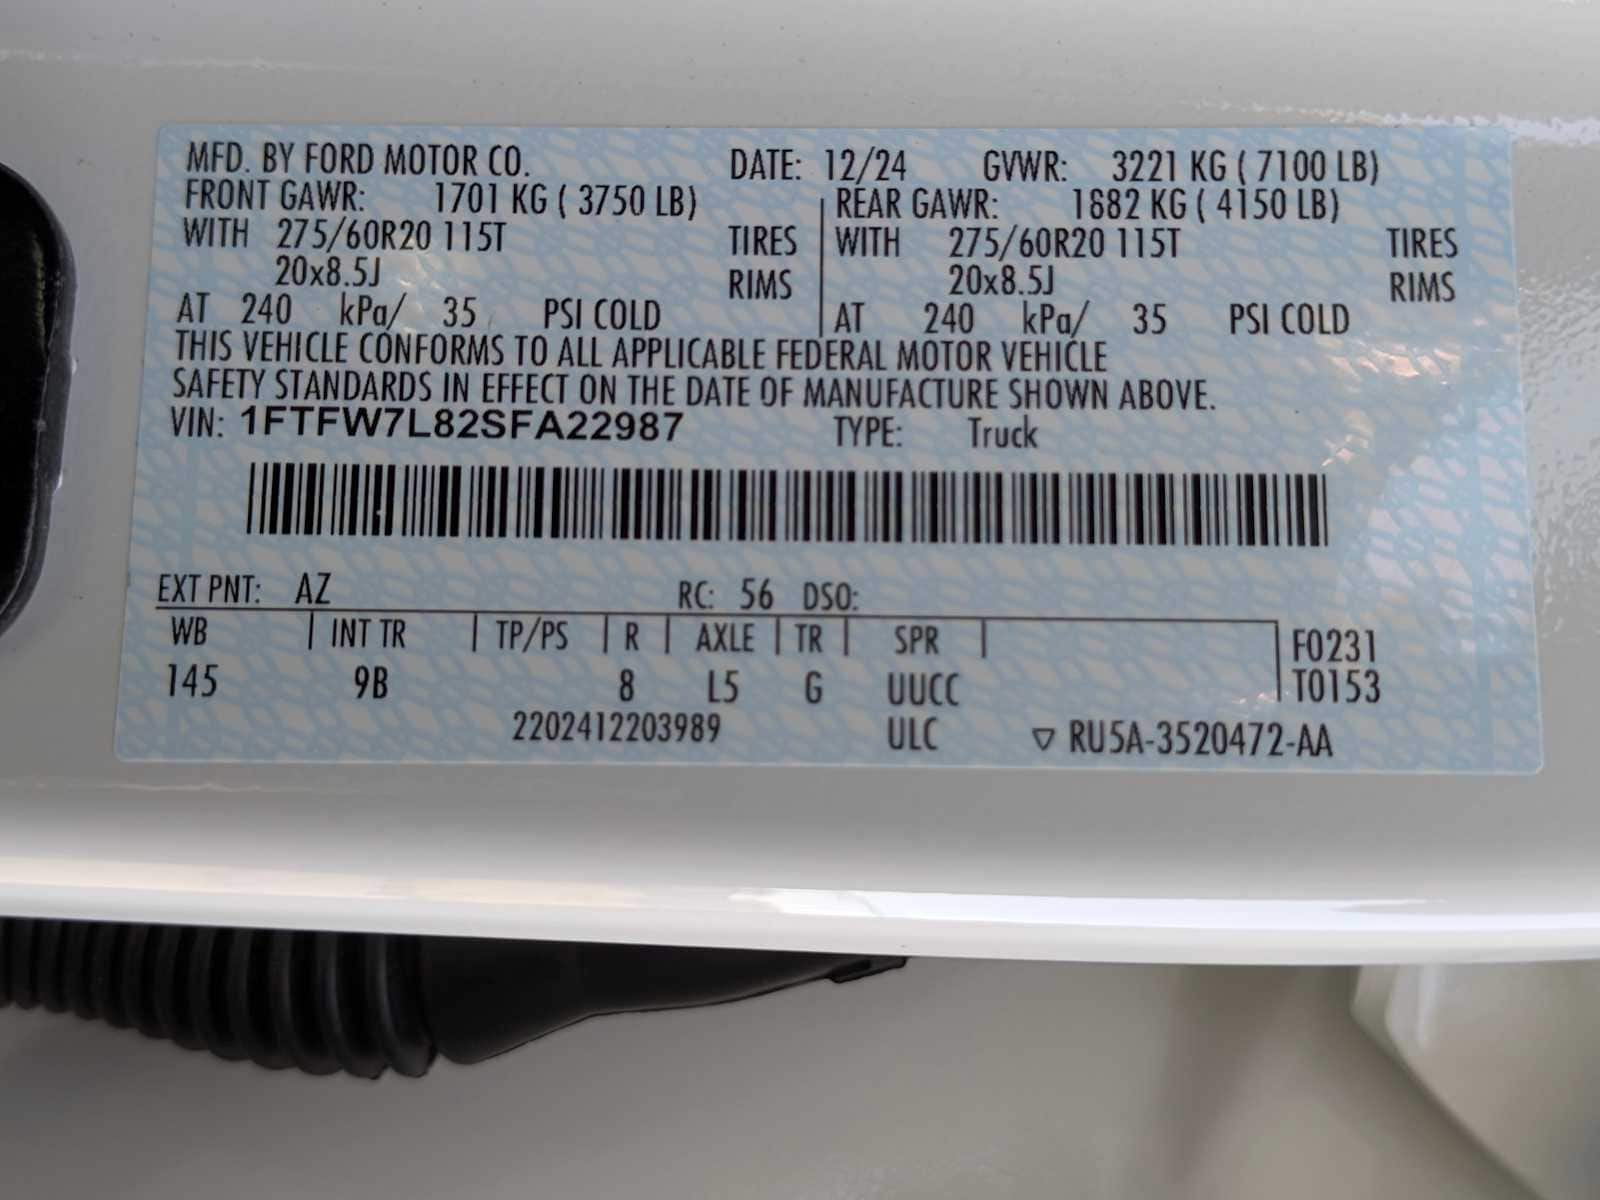 MFD. BY FORD MOTOR CO. DATE: 12/24 GVWR: 3221 KG ( 7100 LB)
FRONT GAWR: 1701 KG ( 3750 LB) REAR GAWR: 1882 KG ( 4150 LB)
WITH 275/60R20 115T TIRES WITH 275/60R20 115T TIRES
20x8.5J RIMS 20x8.5J RIMS
AT 240 kPa/ 35 PSI COLD AT 240 kPa/ 35 PSI COLD
THIS VEHICLE CONFORMS TO ALL APPLICABLE FEDERAL MOTOR VEHICLE
SAFETY STANDARDS IN EFFECT ON THE DATE OF MANUFACTURE SHOWN ABOVE.
VIN: 1FTFW7L82SFA22987 TYPE: Truck
EXT PNT: AZ RC: 56 DSO:
WB | INT TR | TP/PS | R | AXLE | TR | SPR | F0231
145 9B 8 L5 G UUCC T0153
2202412203989 ULC ▽ RU5A-3520472-AA